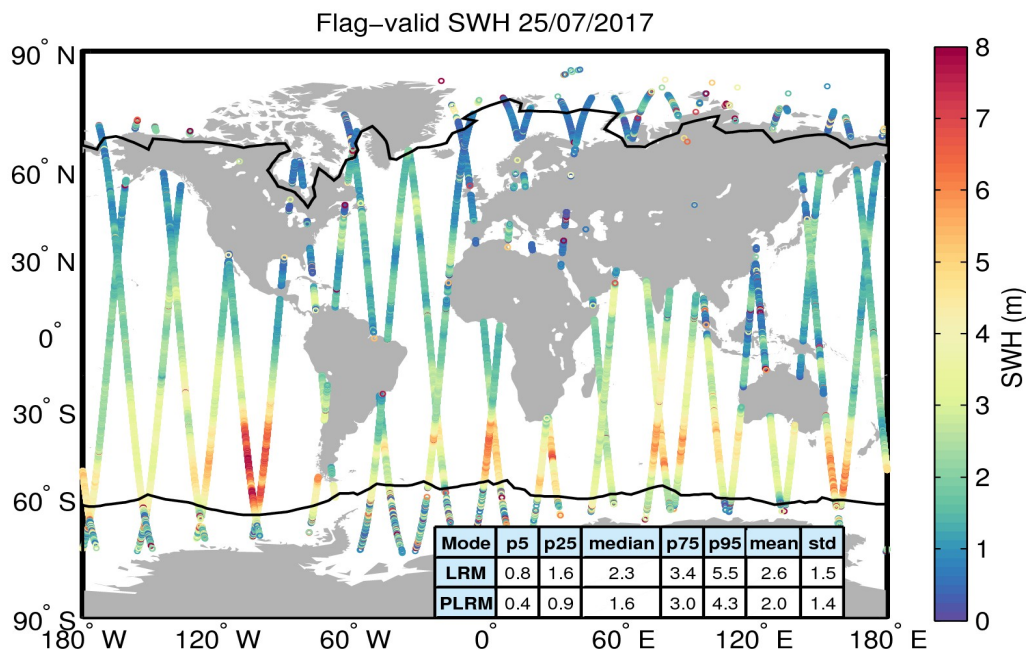 Flag−valid SWH 25/07/2017
90° N
60° N
30° N
0°
30° S
60° S
90° S
180° W
120° W
60° W
0°
60° E
120° E
180° E
Mode p5 p25 median p75 p95 mean std
LRM 0.8 1.6 2.3 3.4 5.5 2.6 1.5
PLRM 0.4 0.9 1.6 3.0 4.3 2.0 1.4
8
7
6
5
4
3
2
1
0
SWH (m)